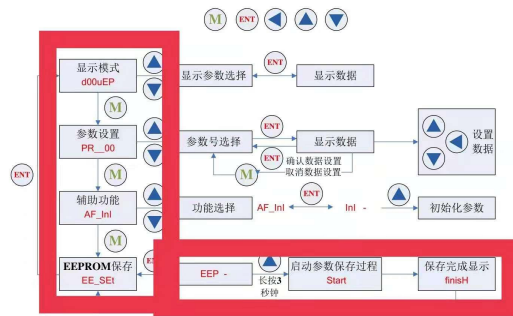 M ENT
显示模式
d00uEP
显示参数选择
ENT
显示数据
M
参数设置
PR__00
参数号选择
ENT
显示数据
设置
数据
ENT
确认数据设置
M
取消数据设置
ENT
M
辅助功能
AF_InI
功能选择
AF_InI
ENT
InI -
初始化参数
M
EEPROM保存
EE_SEt
EEP -
长按3
秒钟
启动参数保存过程
Start
保存完成显示
finisH